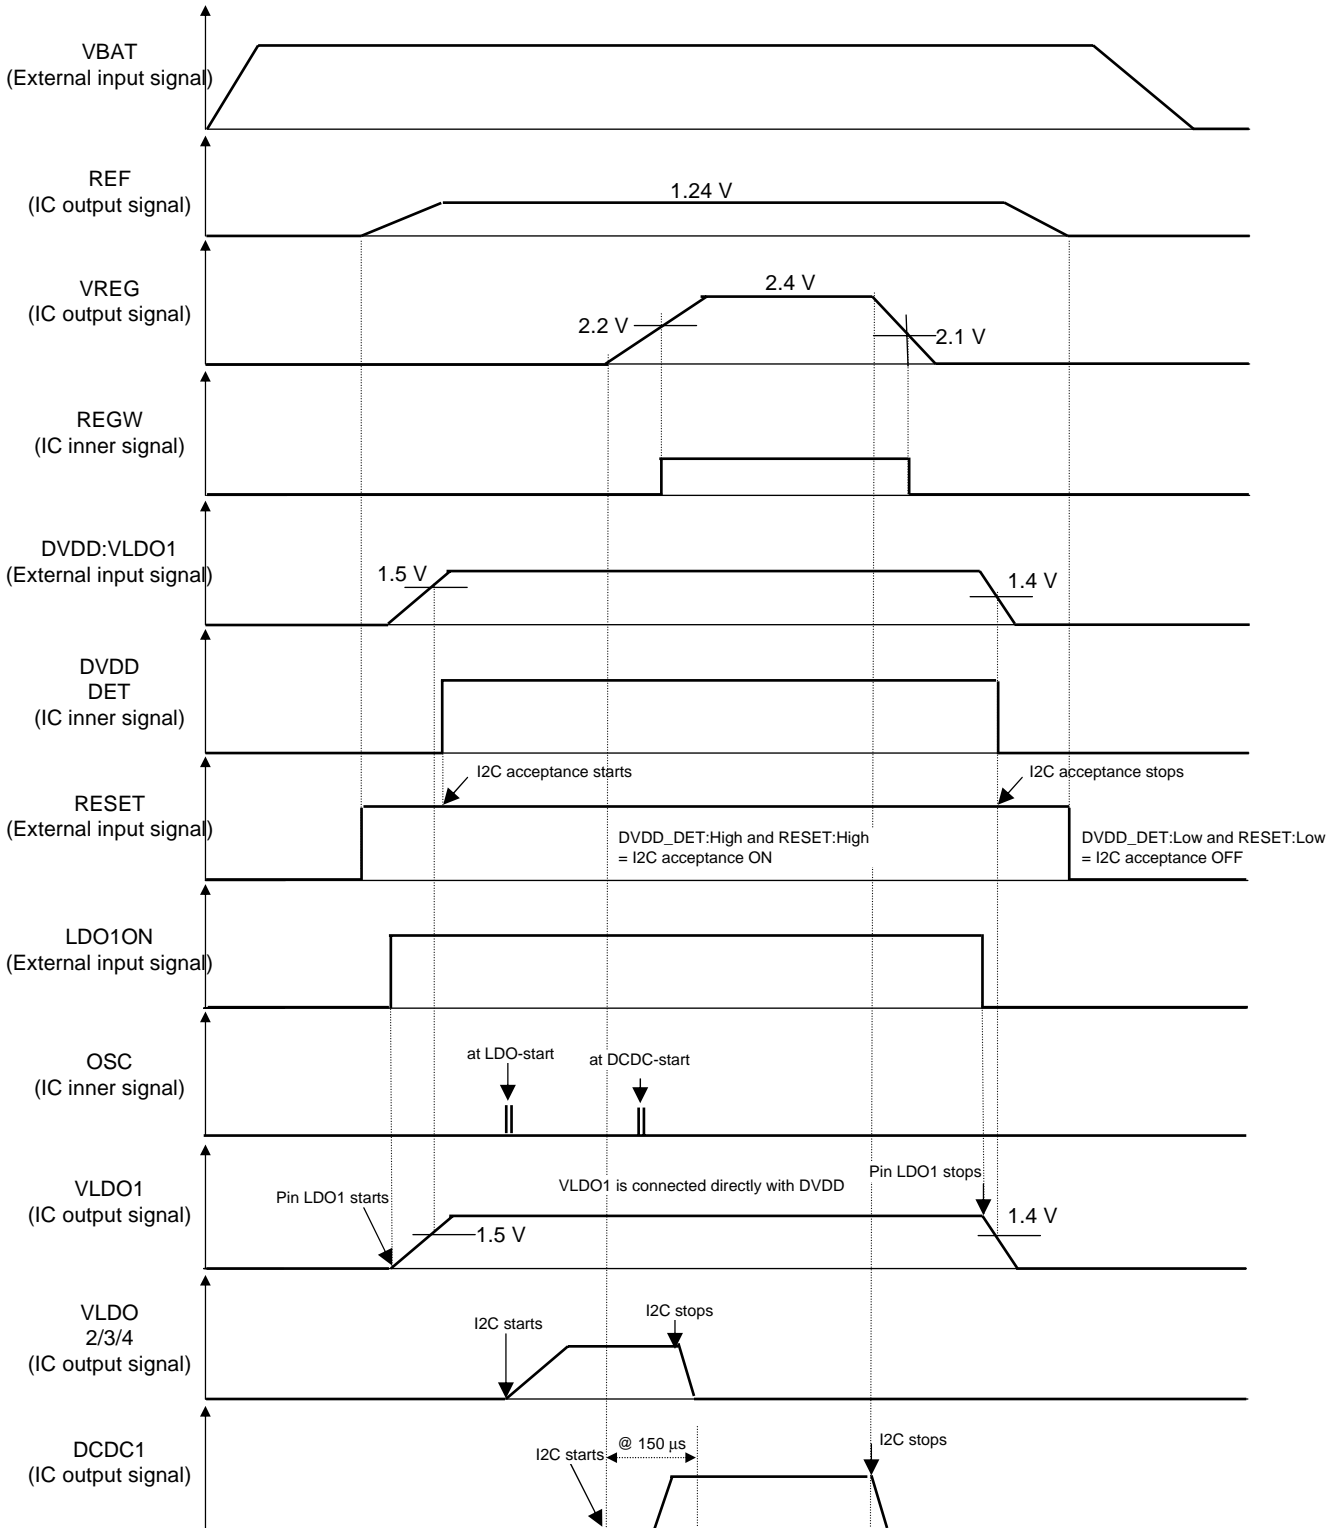 VBAT
(External input signal)
REF
(IC output signal)
1.24 V
VREG
(IC output signal)
2.4 V
2.2 V
2.1 V
REGW
(IC inner signal)
DVDD:VLDO1
(External input signal)
1.5 V
1.4 V
DVDD
DET
(IC inner signal)
I2C acceptance starts
I2C acceptance stops
RESET
(External input signal)
DVDD_DET:High and RESET:High
= I2C acceptance ON
DVDD_DET:Low and RESET:Low
= I2C acceptance OFF
LDO1ON
(External input signal)
OSC
(IC inner signal)
at LDO-start
at DCDC-start
VLDO1
(IC output signal)
Pin LDO1 starts
VLDO1 is connected directly with DVDD
Pin LDO1 stops
1.5 V
1.4 V
VLDO
2/3/4
(IC output signal)
I2C starts
I2C stops
DCDC1
(IC output signal)
I2C starts
@ 150 μs
I2C stops